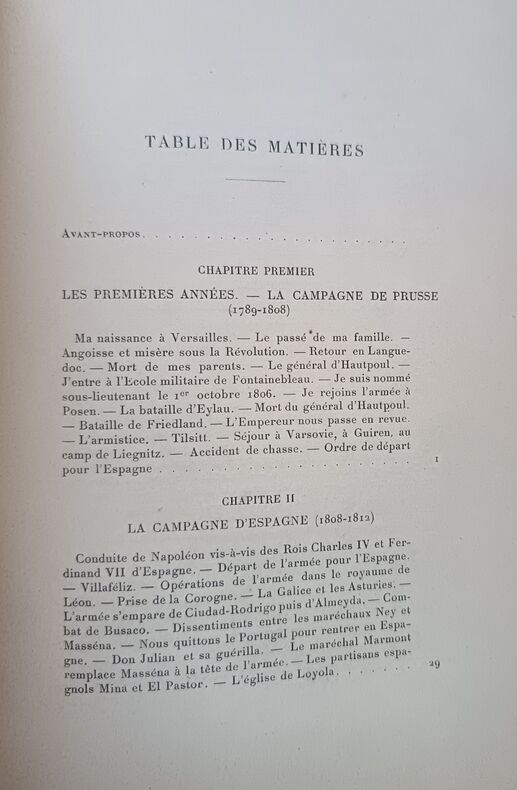 TABLE DES MATIÈRES
AVANT-PROPOS. . . . . . . . . . . . . . . . . .
CHAPITRE PREMIER
LES PREMIÈRES ANNÉES. — LA CAMPAGNE DE PRUSSE
(1789-1808)
Ma naissance à Versailles. — Le passé de ma famille. —
Angoisse et misère sous la Révolution. — Retour en Langue-
doc. — Mort de mes parents. — Le général d'Hautpoul. —
J'entre à l'Ecole militaire de Fontainebleau. — Je suis nommé
sous-lieutenant le 1er octobre 1806. — Je rejoins l'armée à
Posen. — La bataille d'Eylau. — Mort du général d'Hautpoul.
— Bataille de Friedland. — L'Empereur nous passe en revue.
— L'armistice. — Tilsitt. — Séjour à Varsovie, à Guiren, au
camp de Liegnitz. — Accident de chasse. — Ordre de départ
pour l'Espagne . . . . . . . . . . . . . . . . . 1
CHAPITRE II
LA CAMPAGNE D'ESPAGNE (1808-1812)
Conduite de Napoléon vis-à-vis des Rois Charles IV et Fer-
dinand VII d'Espagne. — Départ de l'armée pour l'Espagne.
— Villaféliz. — Opérations de l'armée dans le royaume de
Léon. — Prise de la Corogne. — La Galice et les Asturies. —
L'armée s'empare de Ciudad-Rodrigo puis d'Almeyda. — Com-
bat de Busaco. — Dissentiments entre les maréchaux Ney et
Masséna. — Nous quittons le Portugal pour rentrer en Espa-
gne. — Don Julian et sa guérilla. — Le maréchal Marmont
remplace Masséna à la tête de l'armée. — Les partisans espa-
gnols Mina et El Pastor. — L'église de Loyola. . . . . . . 29